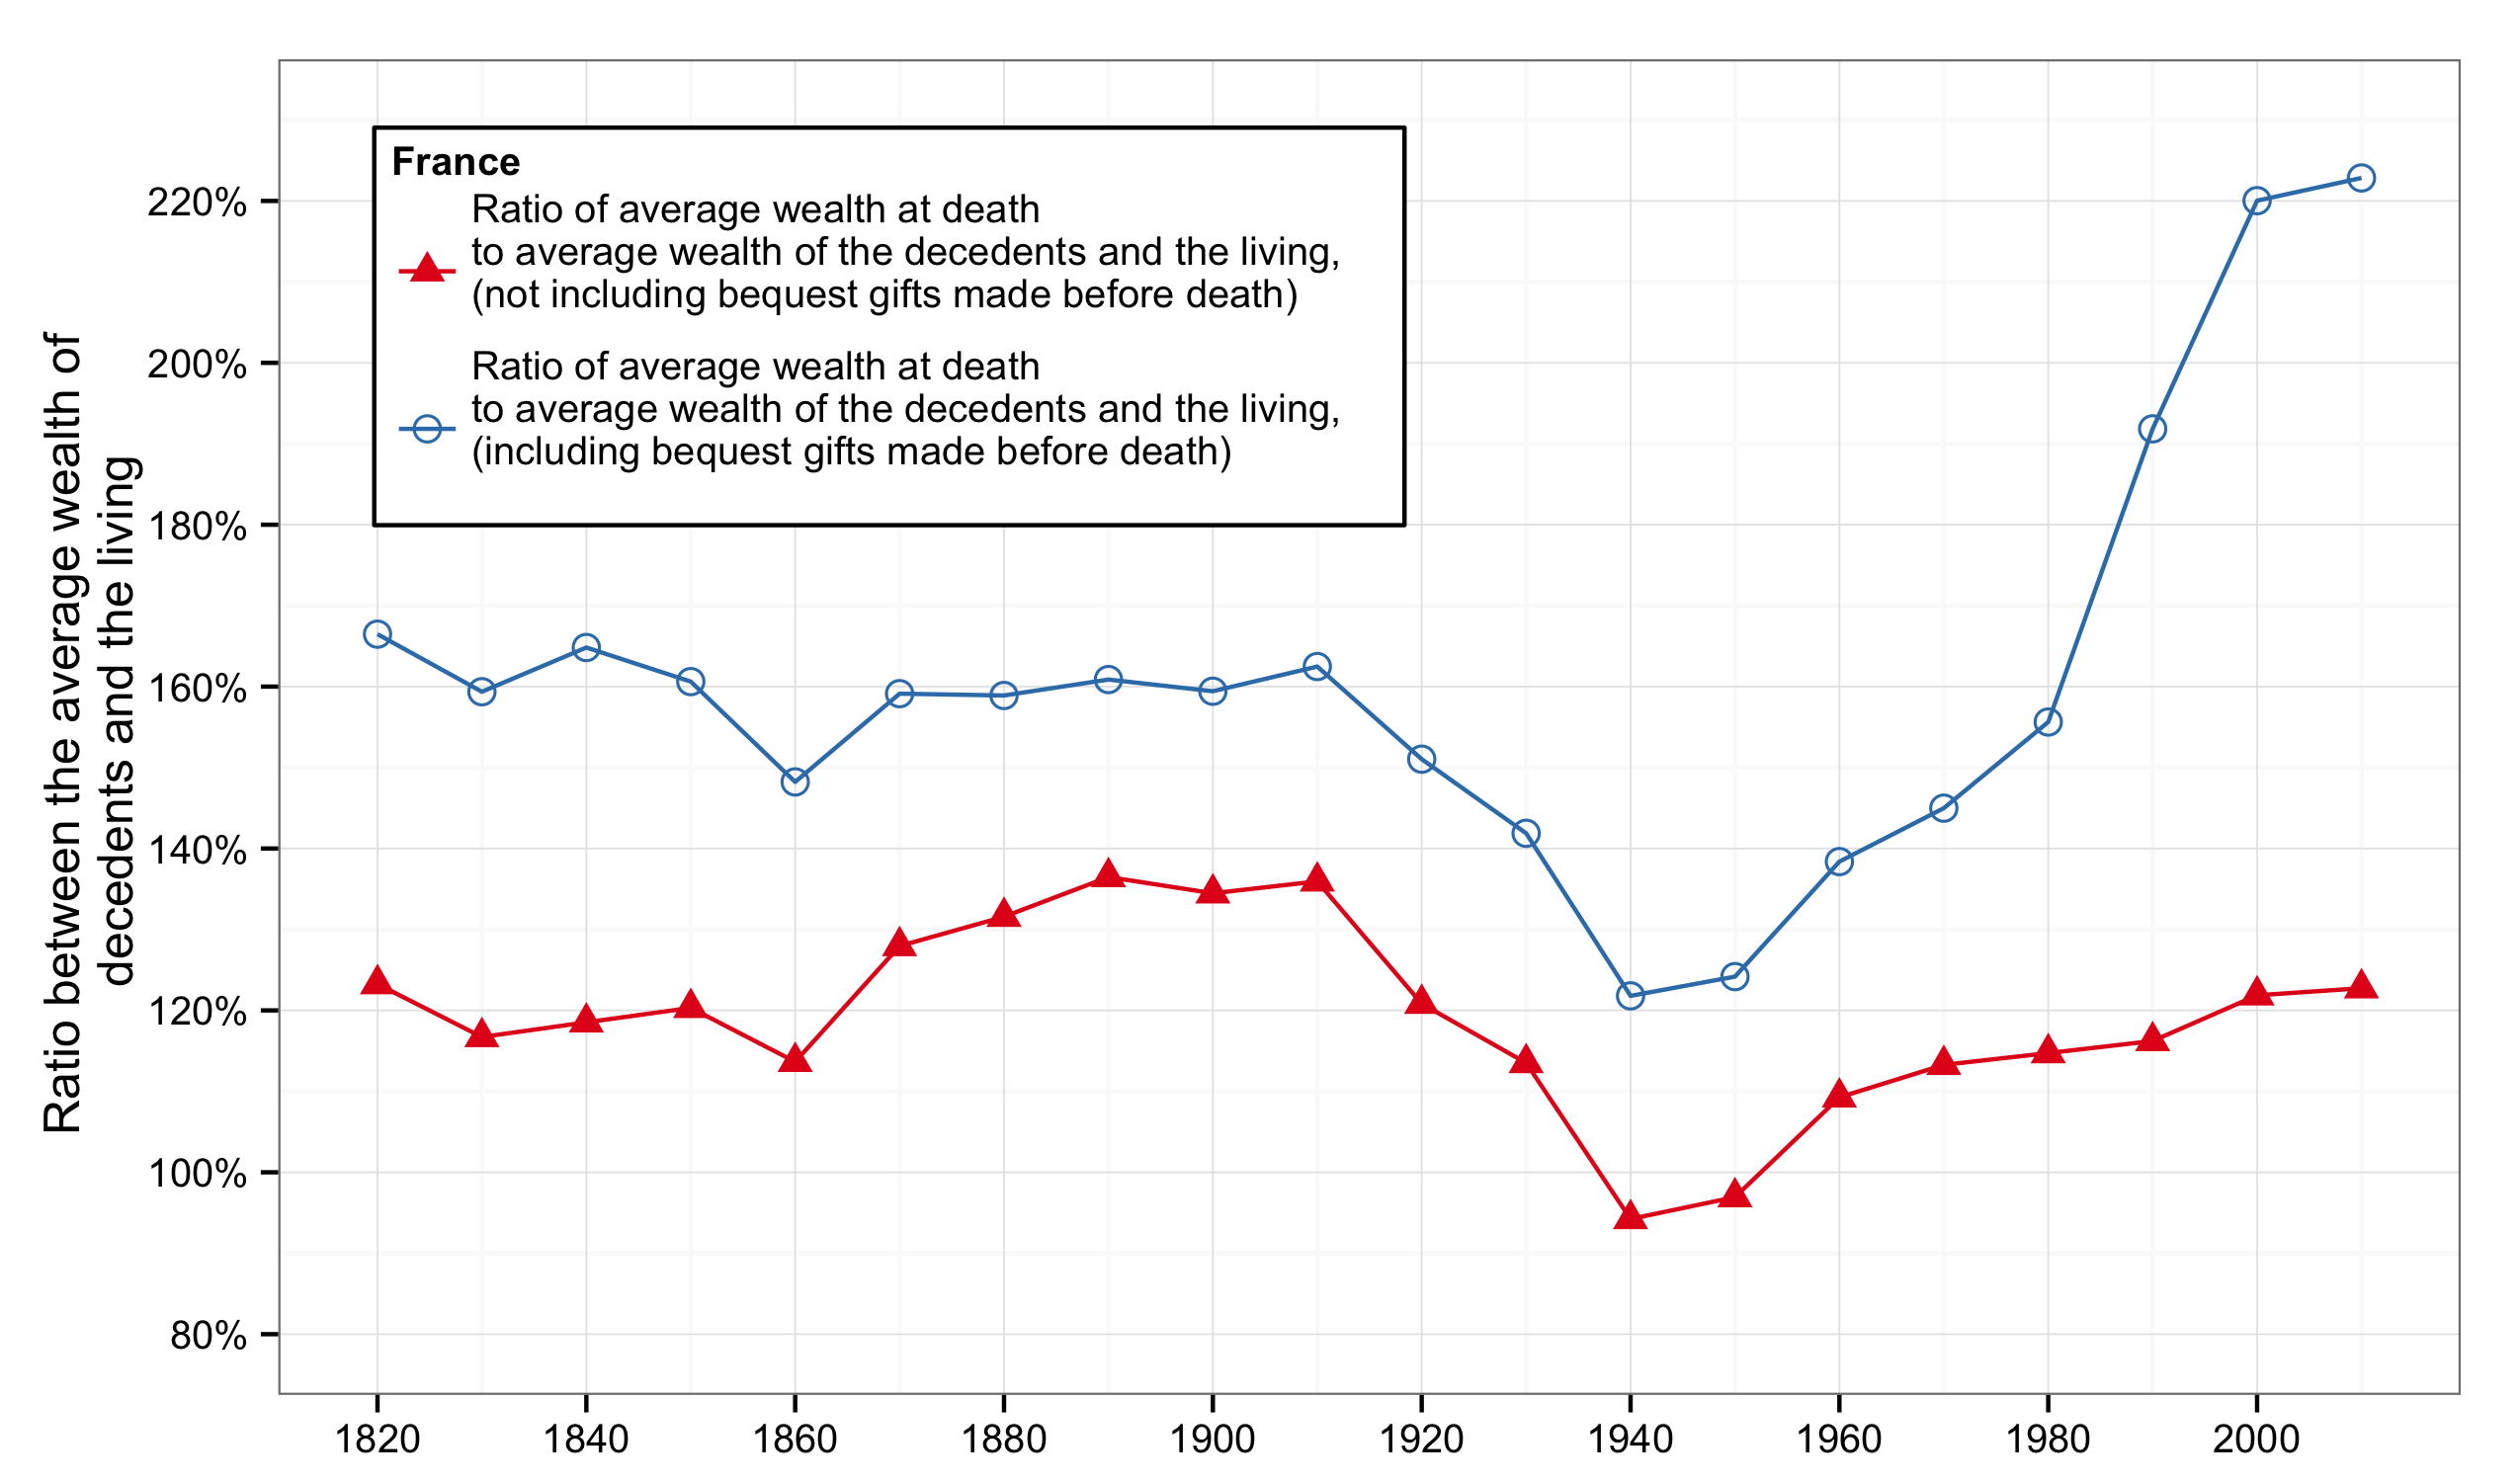 France
Ratio of average wealth at death
to average wealth of the decedents and the living,
(not including bequest gifts made before death)
Ratio of average wealth at death
to average wealth of the decedents and the living,
(including bequest gifts made before death)
Ratio between the average wealth of
decedents and the living
220%
200%
180%
160%
140%
120%
100%
80%
1820 1840 1860 1880 1900 1920 1940 1960 1980 2000